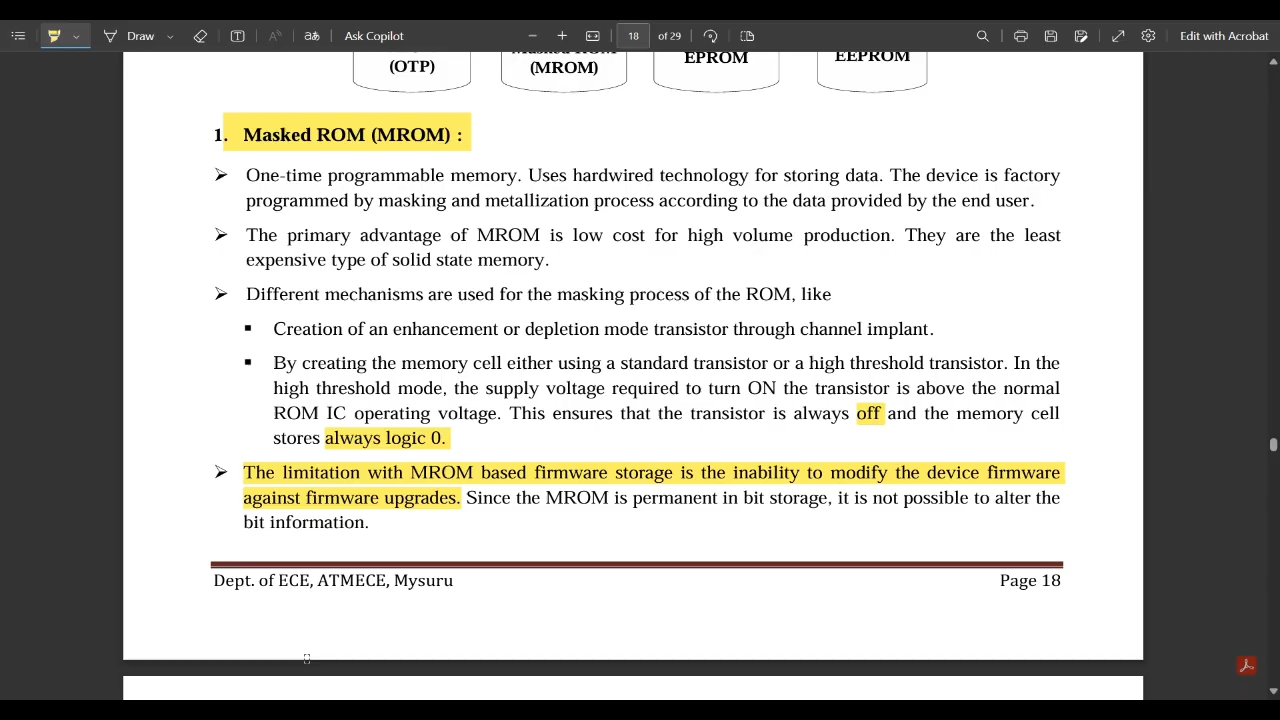 Draw
Ask Copilot
18 of 29
Edit with Acrobat
(OTP)
(MROM)
EPROM
EEPROM
1. Masked ROM (MROM) :
➢ One-time programmable memory. Uses hardwired technology for storing data. The device is factory
programmed by masking and metallization process according to the data provided by the end user.
➢ The primary advantage of MROM is low cost for high volume production. They are the least
expensive type of solid state memory.
➢ Different mechanisms are used for the masking process of the ROM, like
▪ Creation of an enhancement or depletion mode transistor through channel implant.
▪ By creating the memory cell either using a standard transistor or a high threshold transistor. In the
high threshold mode, the supply voltage required to turn ON the transistor is above the normal
ROM IC operating voltage. This ensures that the transistor is always off and the memory cell
stores always logic 0.
➢ The limitation with MROM based firmware storage is the inability to modify the device firmware
against firmware upgrades. Since the MROM is permanent in bit storage, it is not possible to alter the
bit information.
Dept. of ECE, ATMECE, Mysuru
Page 18